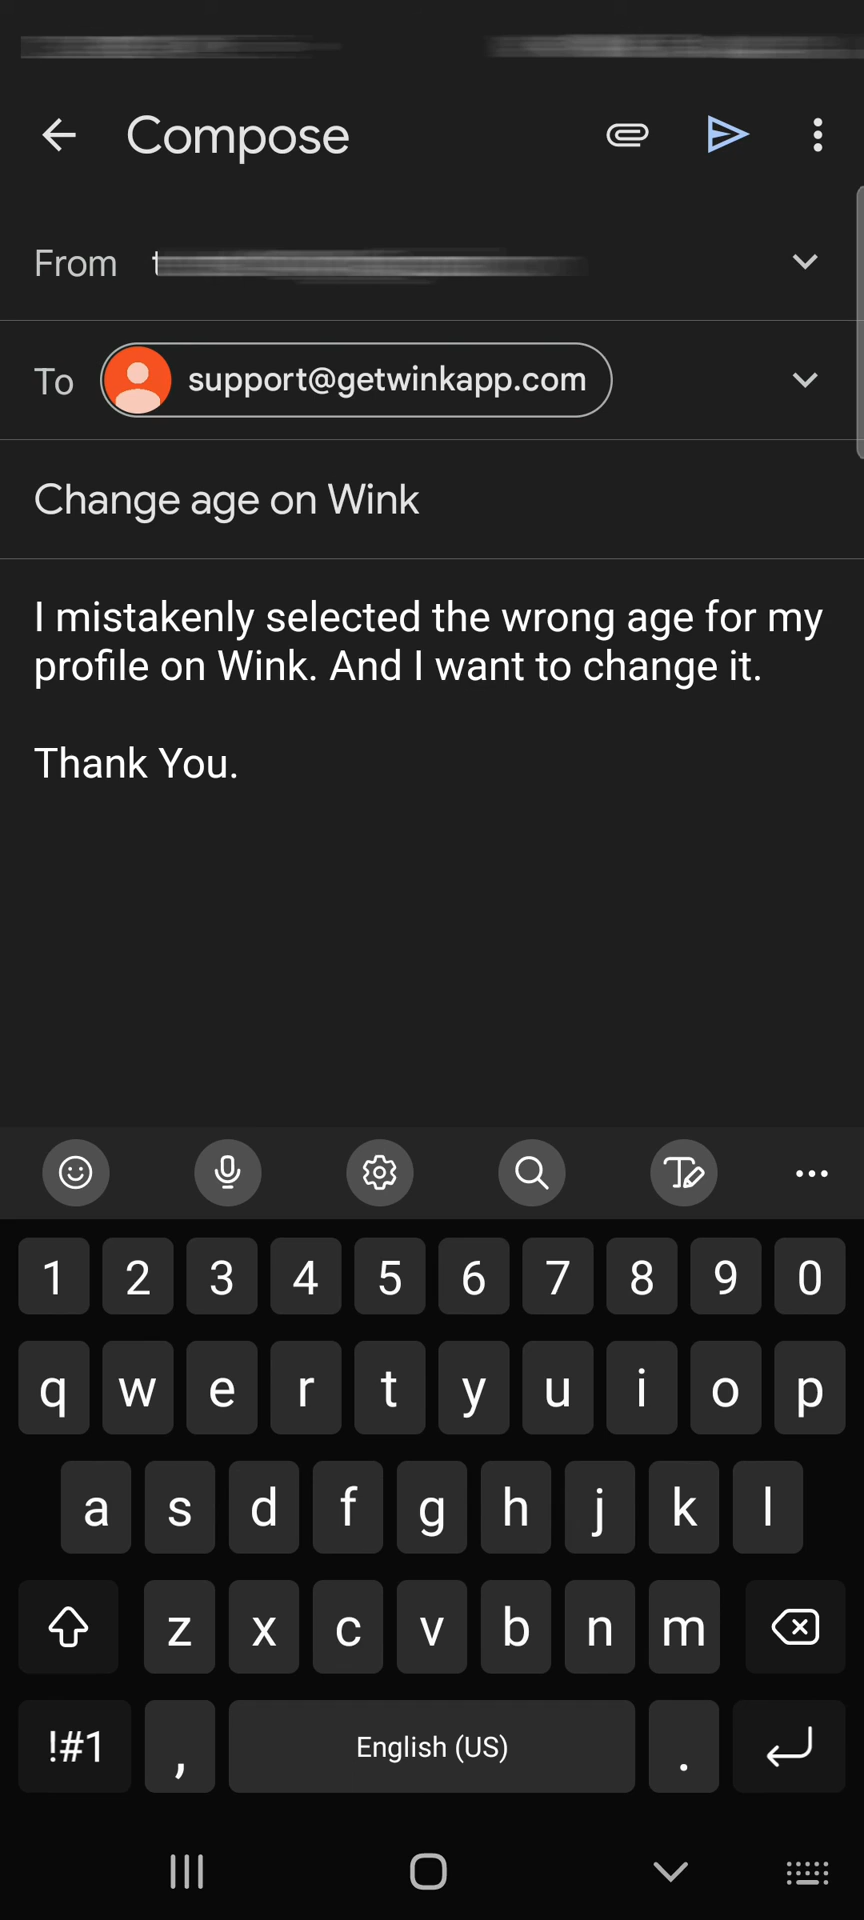 Compose
From
To support@getwinkapp.com
Change age on Wink
I mistakenly selected the wrong age for my
profile on Wink. And I want to change it.
Thank You.
1 2 3 4 5 6 7 8 9 0
q w e r t y u i o p
a s d f g h j k l
z x c v b n m
!#1 , English (US) .